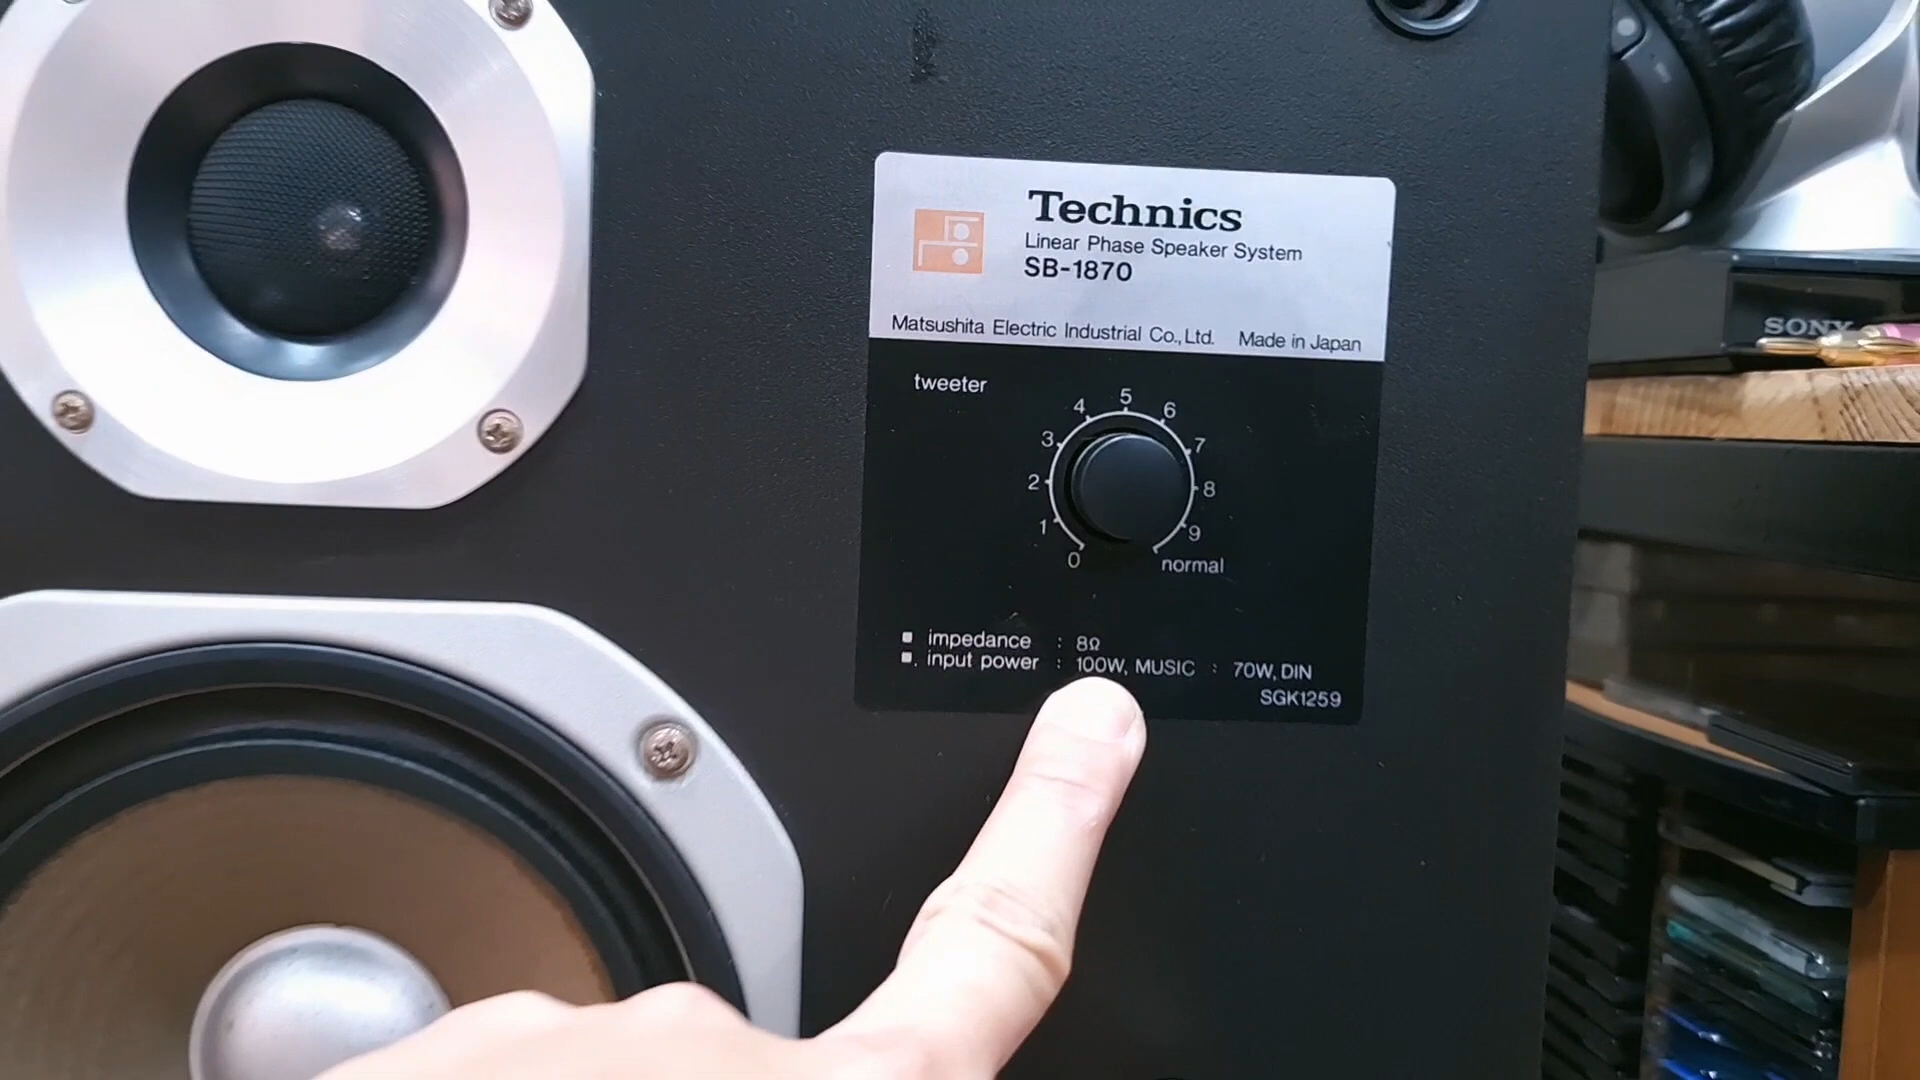 Technics
Linear Phase Speaker System
SB-1870
Matsushita Electric Industrial Co., Ltd. Made in Japan
tweeter
0 1 2 3 4 5 6 7 8 9 normal
impedance : 8Ω
input power : 100W, MUSIC : 70W, DIN
SGK1259
SONY